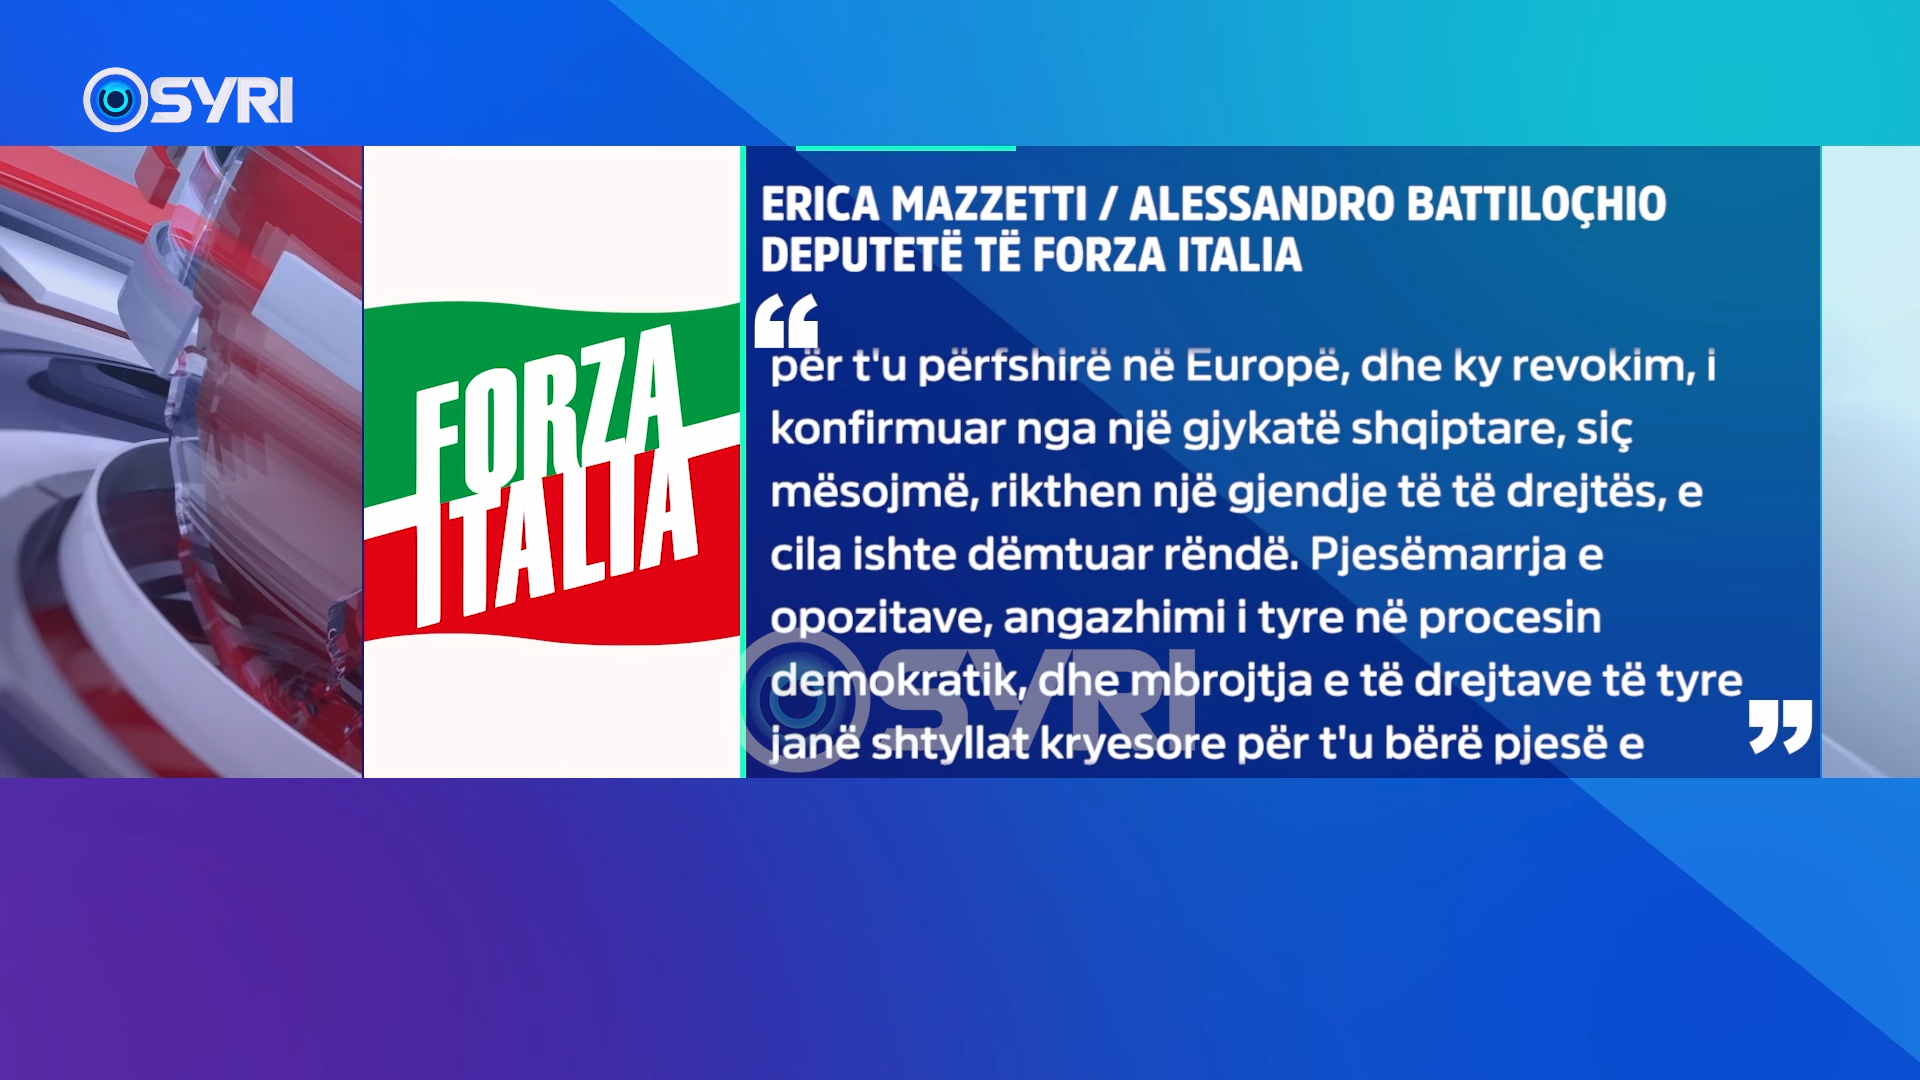 SYRI
FORZA
ITALIA
ERICA MAZZETTI / ALESSANDRO BATTILOÇHIO
DEPUTETË TË FORZA ITALIA
“
për t'u përfshirë në Europë, dhe ky revokim, i
konfirmuar nga një gjykatë shqiptare, siç
mësojmë, rikthen një gjendje të të drejtës, e
cila ishte dëmtuar rëndë. Pjesëmarrja e
opozitave, angazhimi i tyre në procesin
demokratik, dhe mbrojtja e të drejtave të tyre
janë shtyllat kryesore për t'u bërë pjesë e
”
SYRI